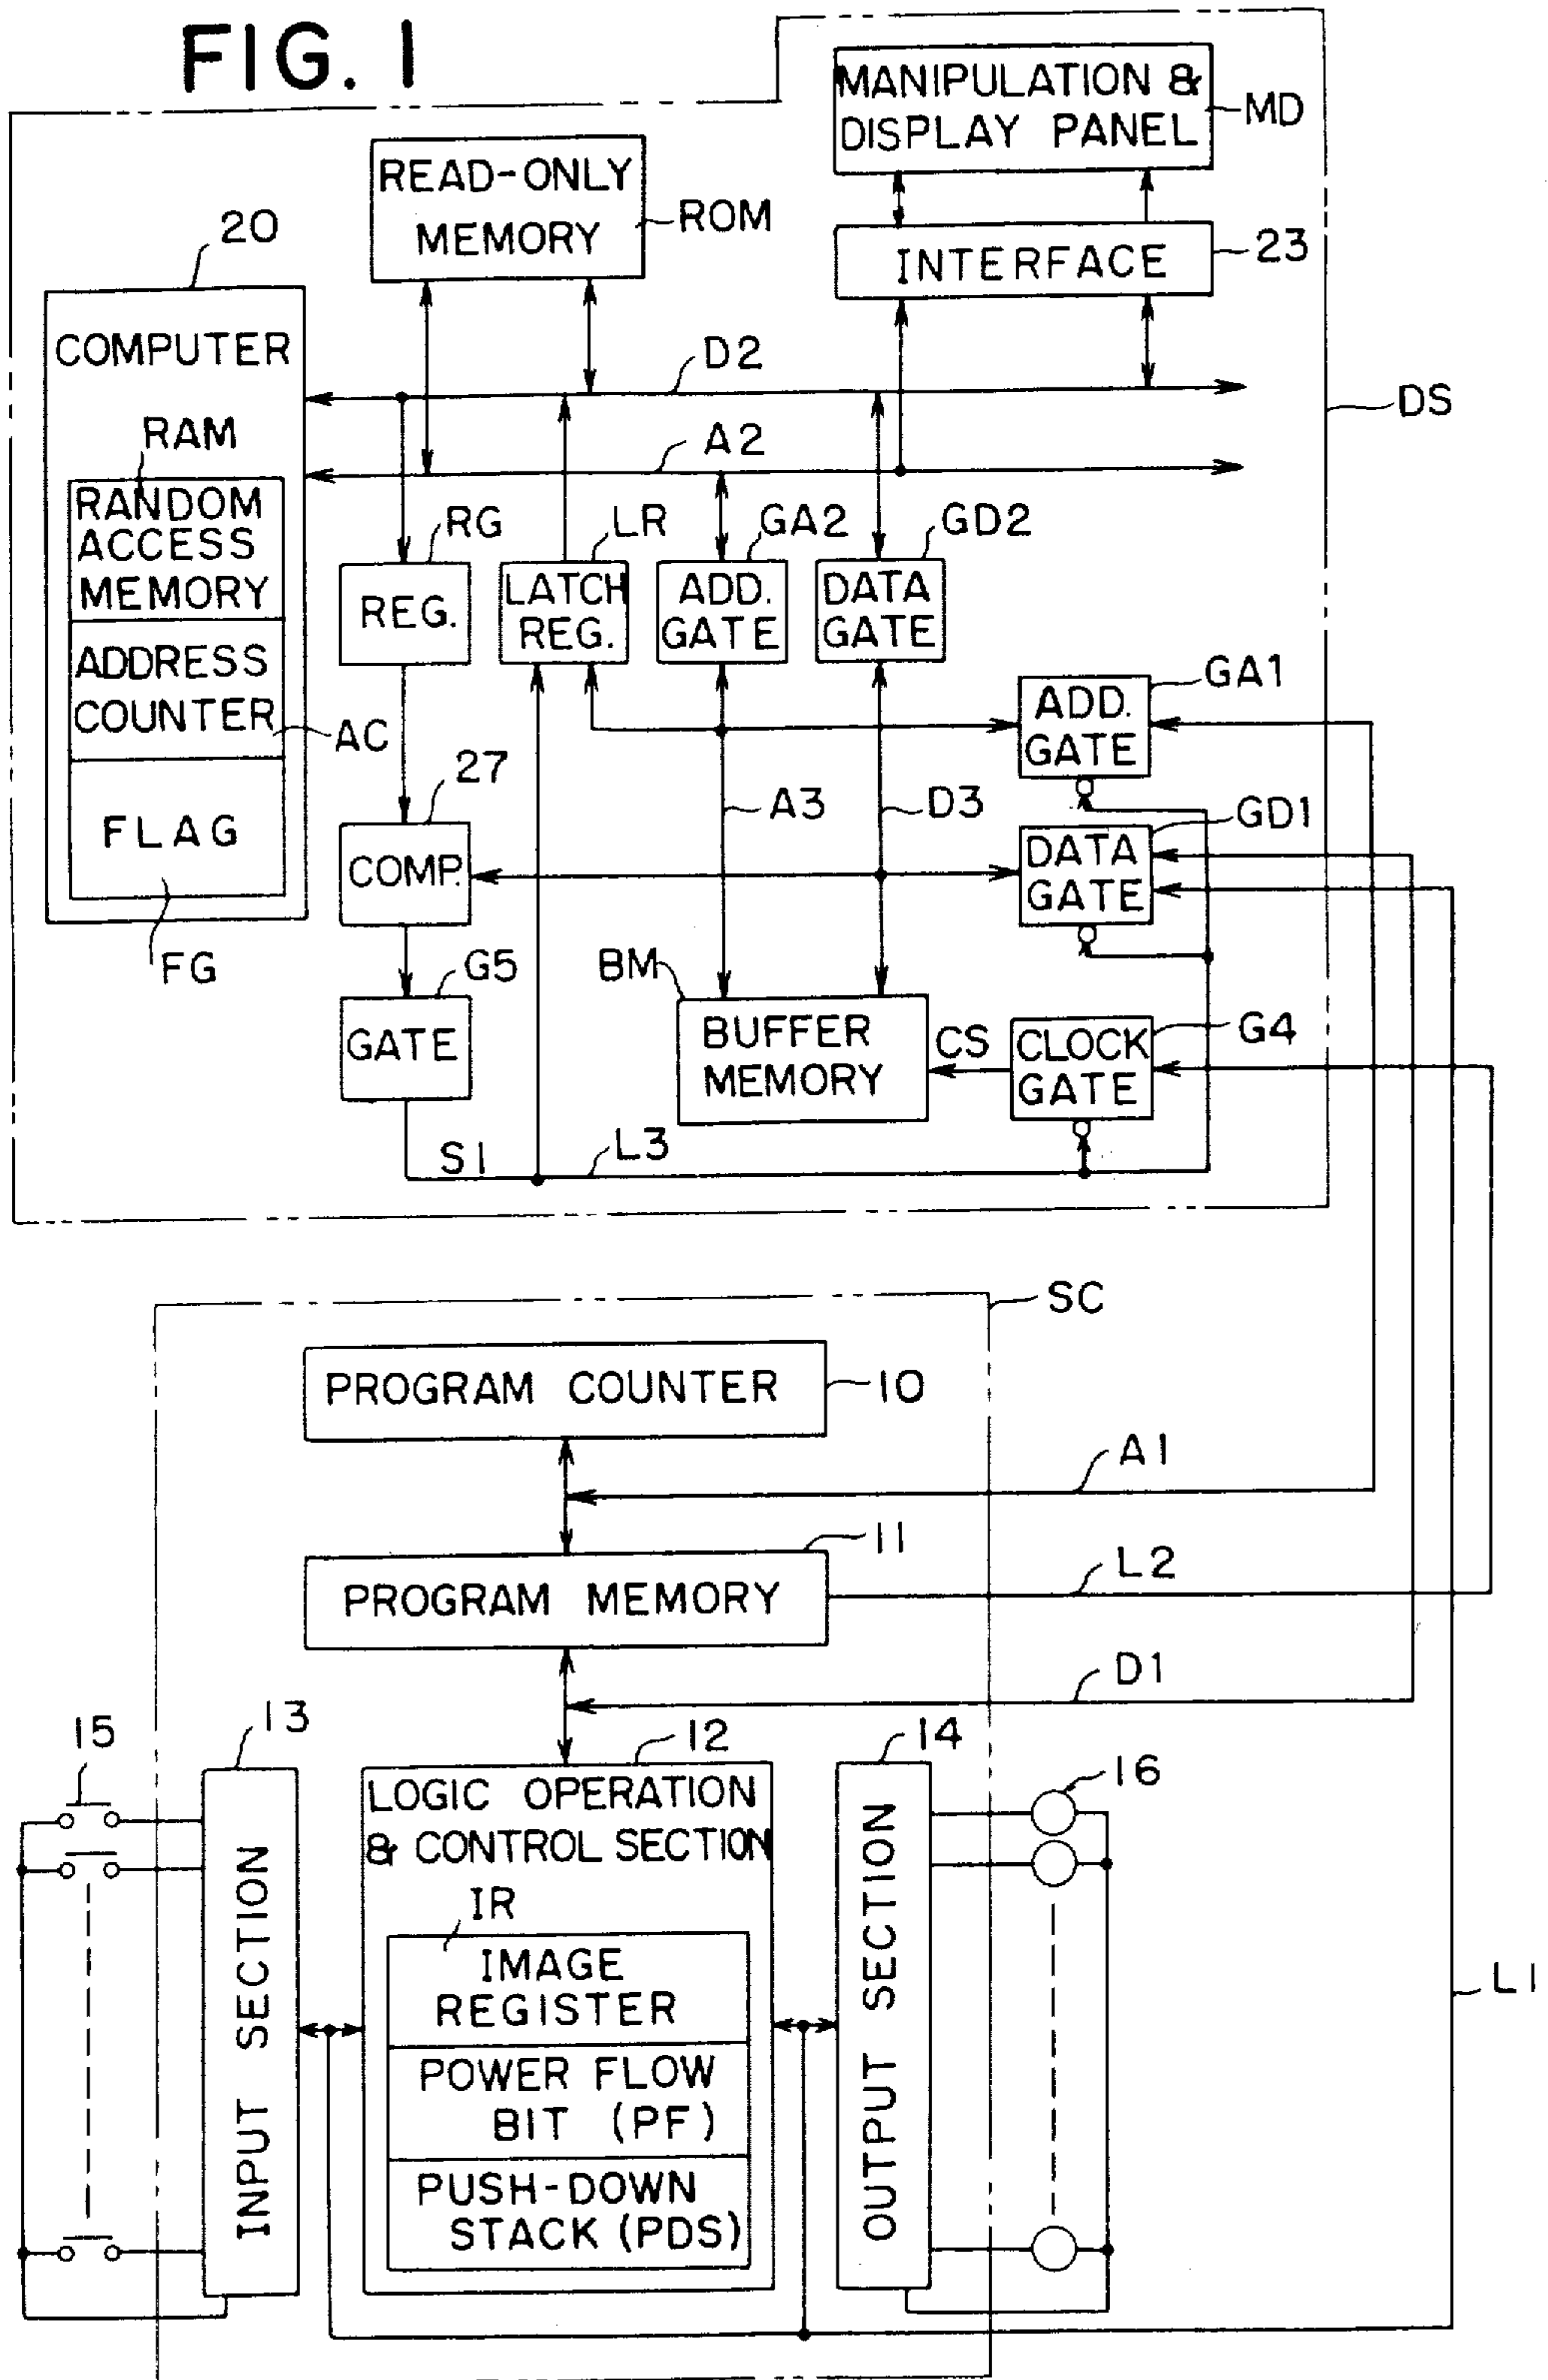 FIG. 1
MANIPULATION &
DISPLAY PANEL
MD
READ-ONLY
MEMORY
ROM
INTERFACE
23
20
COMPUTER
RAM
RANDOM
ACCESS
MEMORY
ADDRESS
COUNTER
AC
FLAG
FG
D2
A2
DS
RG
LR
GA2
GD2
REG.
LATCH
REG.
ADD.
GATE
DATA
GATE
GA1
ADD.
GATE
27
COMP.
A3
D3
GD1
DATA
GATE
G5
GATE
BM
BUFFER
MEMORY
CS
CLOCK
GATE
G4
S1
L3
SC
PROGRAM COUNTER
10
A1
11
PROGRAM MEMORY
L2
D1
15
13
12
14
16
INPUT SECTION
LOGIC OPERATION
& CONTROL SECTION
IR
IMAGE
REGISTER
POWER FLOW
BIT (PF)
PUSH-DOWN
STACK (PDS)
OUTPUT SECTION
L1